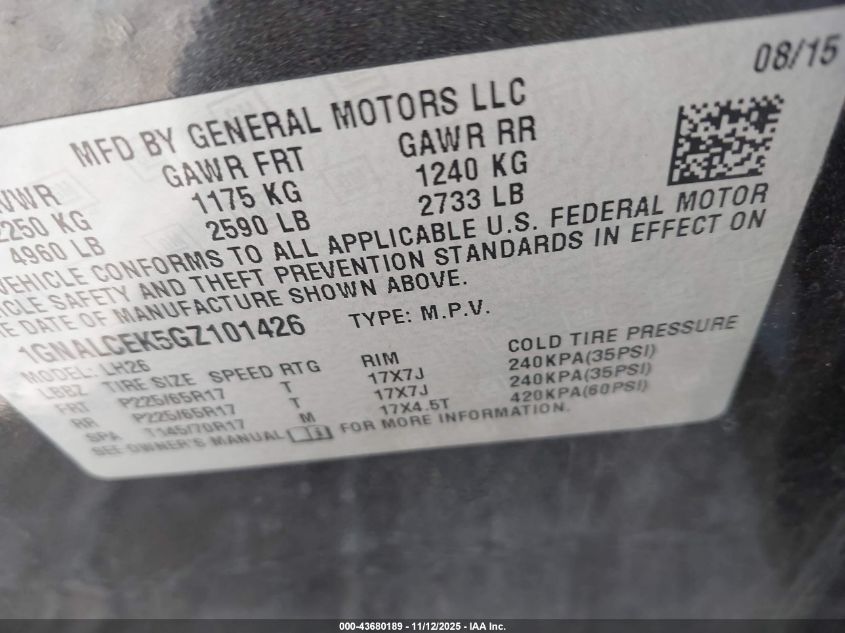 08/15
MFD BY GENERAL MOTORS LLC
GAWR FRT GAWR RR
2250 KG 1175 KG 1240 KG
4960 LB 2590 LB 2733 LB
VEHICLE CONFORMS TO ALL APPLICABLE U.S. FEDERAL MOTOR
SAFETY AND THEFT PREVENTION STANDARDS IN EFFECT ON
DATE OF MANUFACTURE SHOWN ABOVE.
1GNALCEK5GZ101426 TYPE: M.P.V.
MODEL: LH26
LBBZ TIRE SIZE SPEED RTG RIM COLD TIRE PRESSURE
FRT P225/65R17 T 17X7J 240KPA(35PSI)
RR P225/65R17 T 17X7J 240KPA(35PSI)
SPA T145/70R17 M 17X4.5T 420KPA(60PSI)
SEE OWNER'S MANUAL FOR MORE INFORMATION.
000-43680189 - 11/12/2025 - IAA Inc.